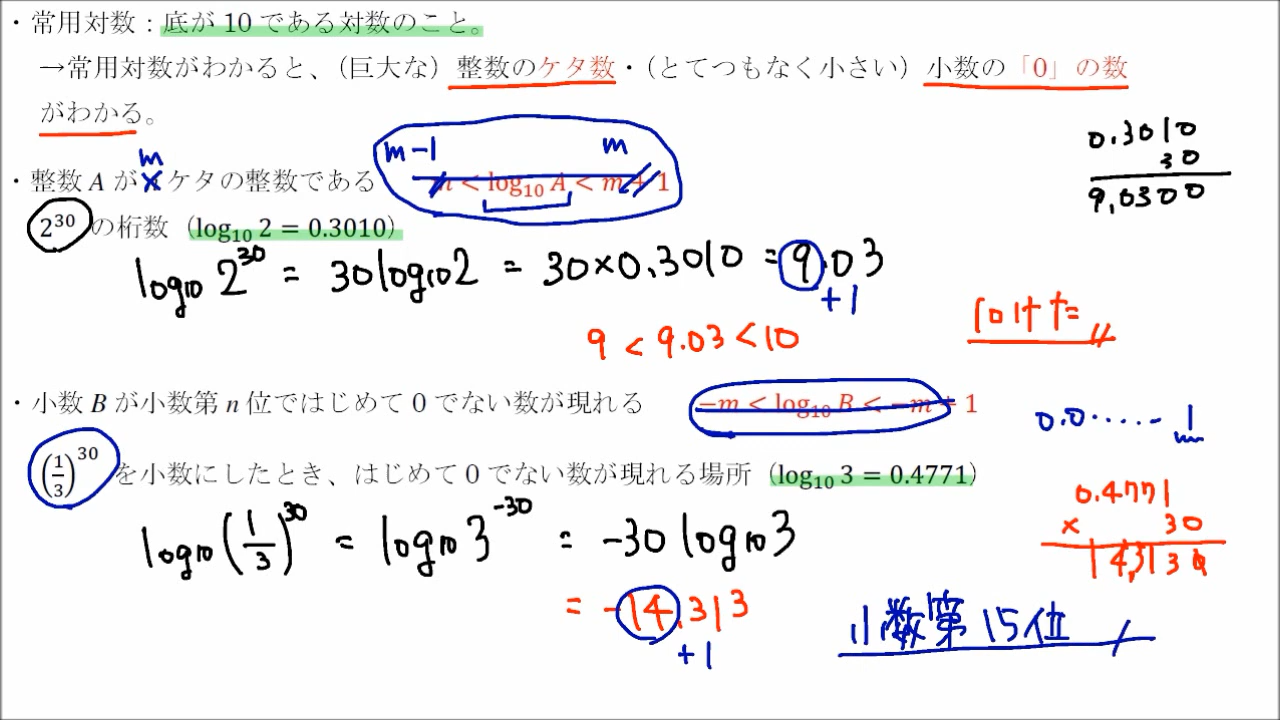 ・常用対数：底が10である対数のこと。
→常用対数がわかると、（巨大な）整数のケタ数・（とてつもなく小さい）小数の「0」の数
がわかる。
0.3010
30
9,0300
m
m-1 m
・整数Aがケタの整数である < log₁₀ A < m + 1
2³⁰の桁数（log₁₀ 2 = 0.3010）
log₁₀ 2³⁰ = 30log₁₀2 = 30×0.3010 = 9.03
+1
9 < 9.03 < 10
10ケタ
・小数Bが小数第n位ではじめて0でない数が現れる −m < log₁₀ B < −m + 1
0.0……1
(1/3)³⁰を小数にしたとき、はじめて0でない数が現れる場所（log₁₀ 3 = 0.4771）
0.4771
× 30
14,3130
log₁₀(1/3)³⁰ = log₁₀3⁻³⁰ = -30 log₁₀3
= -14.313
+1
小数第15位